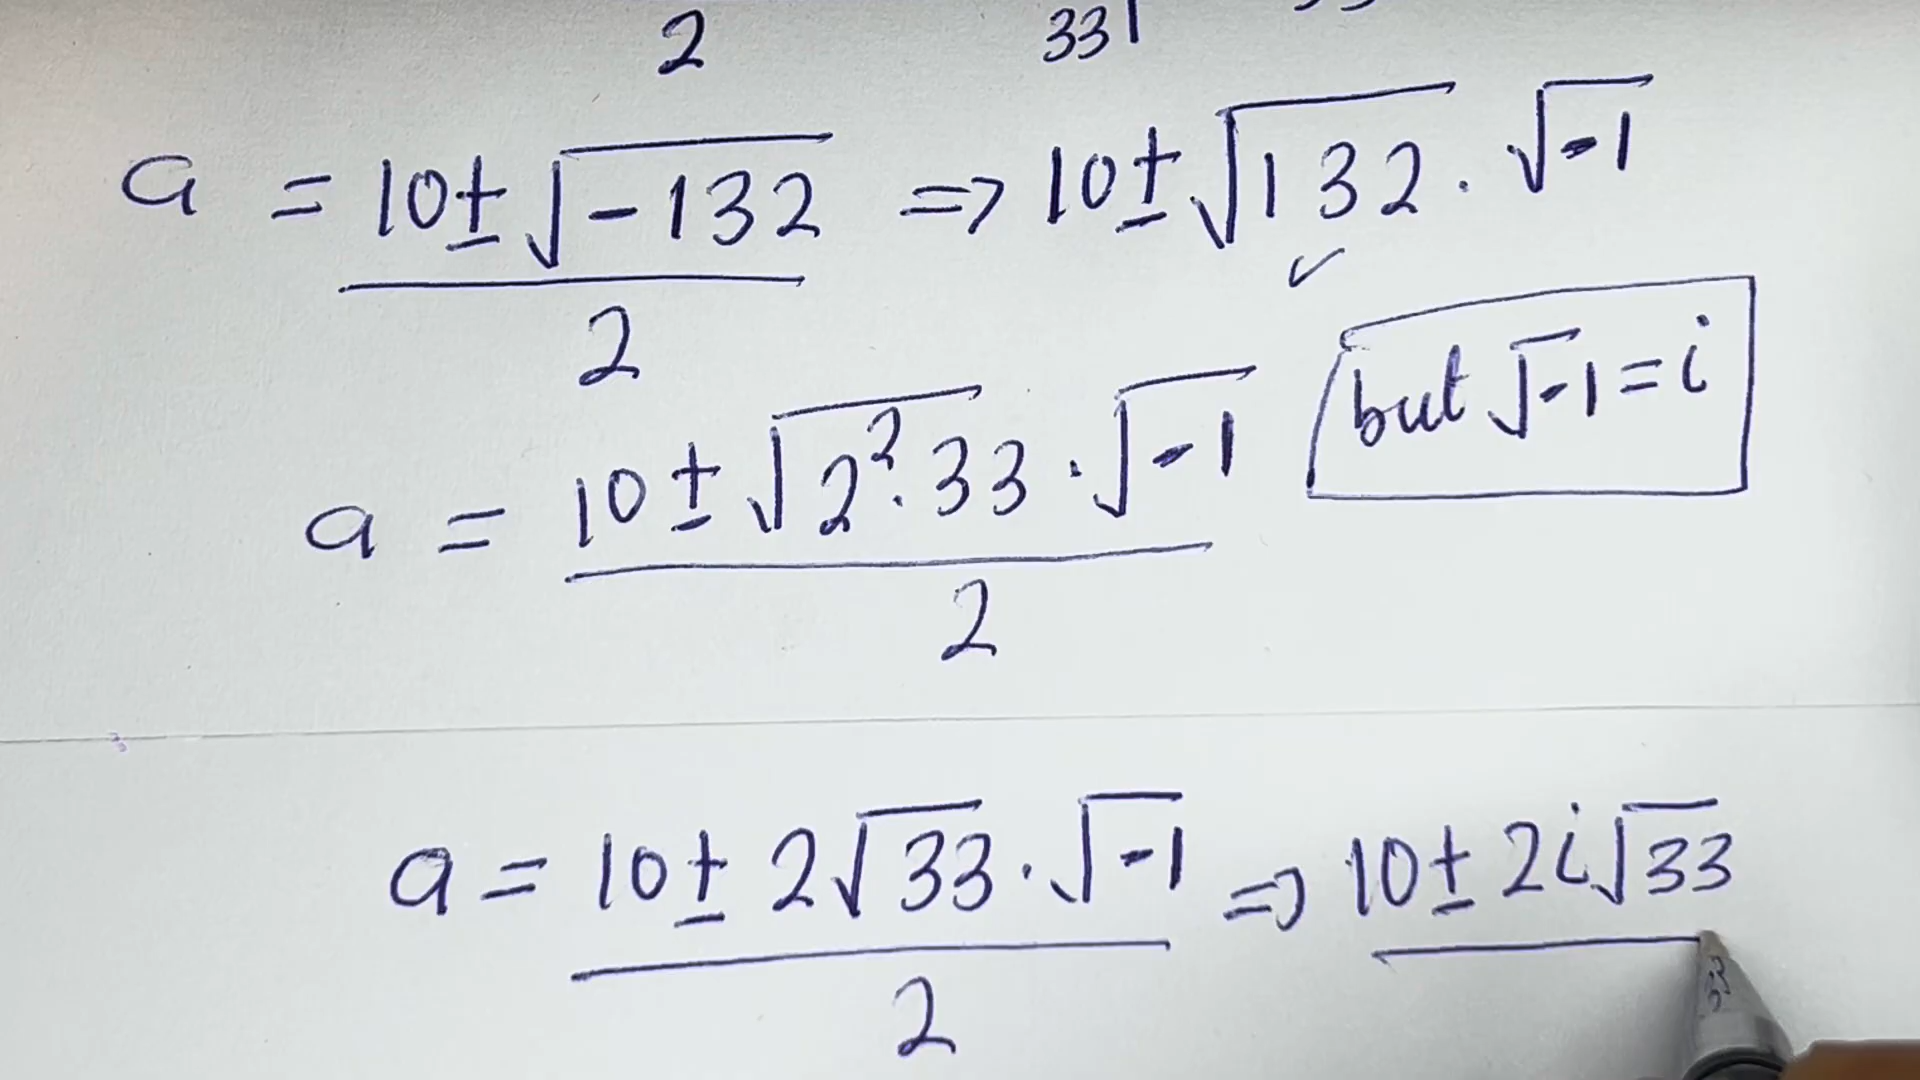 2 33
a = 10±√-132 / 2 => 10±√132 . √-1
✓
but √-1 = i
a = 10 ± √2².33 . √-1 / 2
a = 10± 2√33 . √-1 / 2 => 10± 2i√33